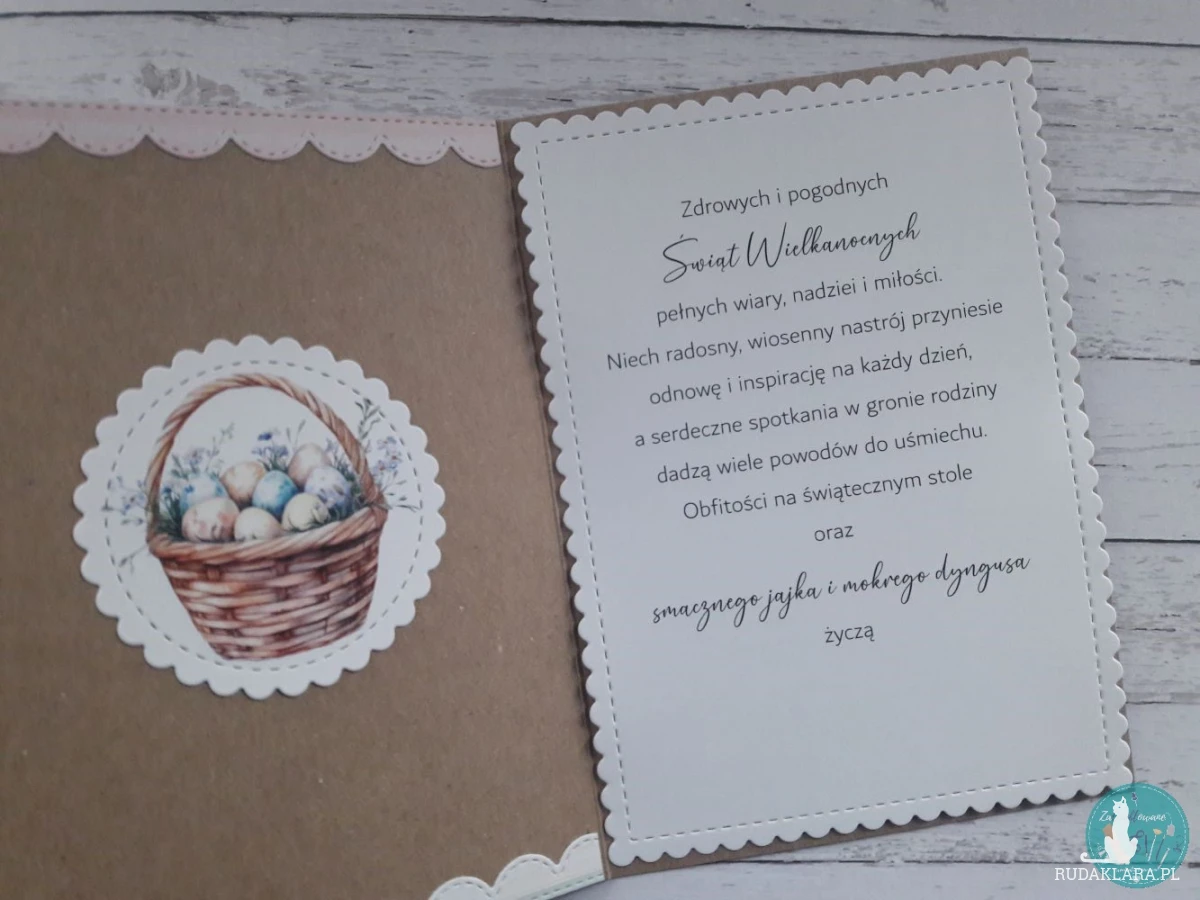 Zdrowych i pogodnych
Świąt Wielkanocnych
pełnych wiary, nadziei i miłości.
Niech radosny, wiosenny nastrój przyniesie
odnowę i inspirację na każdy dzień,
a serdeczne spotkania w gronie rodziny
dadzą wiele powodów do uśmiechu.
Obfitości na świątecznym stole
oraz
smacznego jajka i mokrego dyngusa
życzą
RUDAKLARA.PL